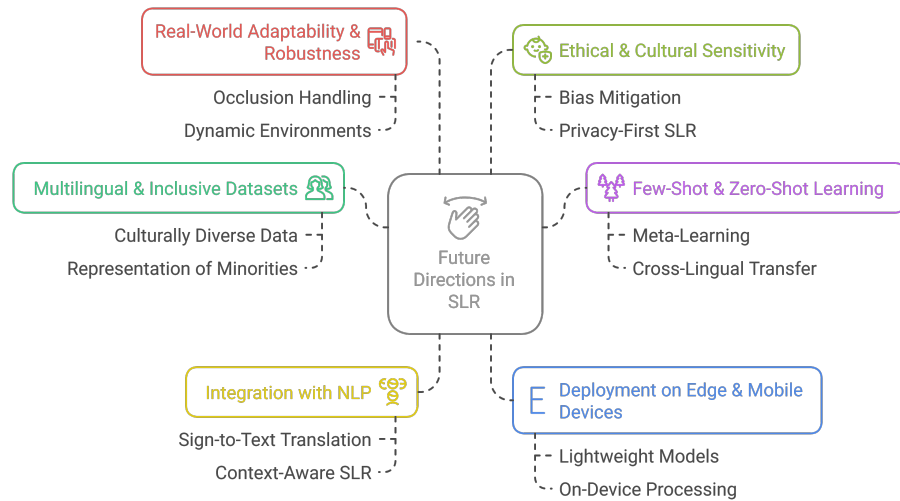 Real-World Adaptability &
Robustness
Occlusion Handling
Dynamic Environments
Ethical & Cultural Sensitivity
Bias Mitigation
Privacy-First SLR
Multilingual & Inclusive Datasets
Culturally Diverse Data
Representation of Minorities
Future
Directions in
SLR
Few-Shot & Zero-Shot Learning
Meta-Learning
Cross-Lingual Transfer
Integration with NLP
Sign-to-Text Translation
Context-Aware SLR
E
Deployment on Edge & Mobile
Devices
Lightweight Models
On-Device Processing